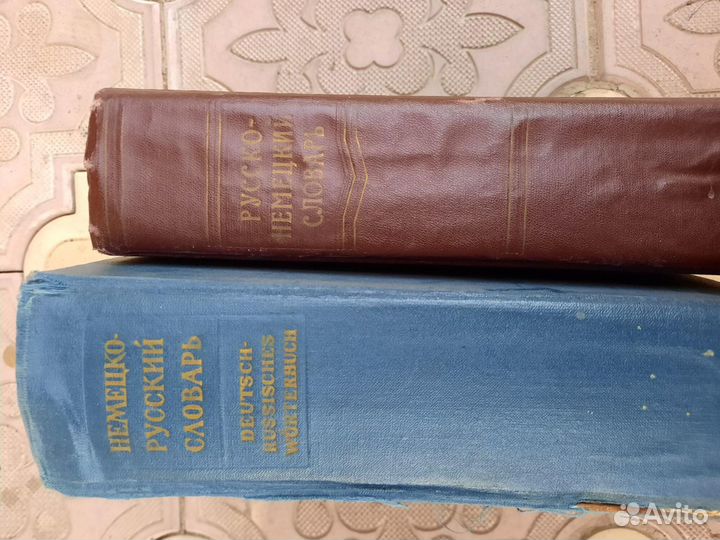 РУССКО-
НЕМЕЦКИЙ
СЛОВАРЬ
НЕМЕЦКО-
РУССКИЙ
СЛОВАРЬ
DEUTSCH-
RUSSISCHES
WÖRTERBUCH
Avito